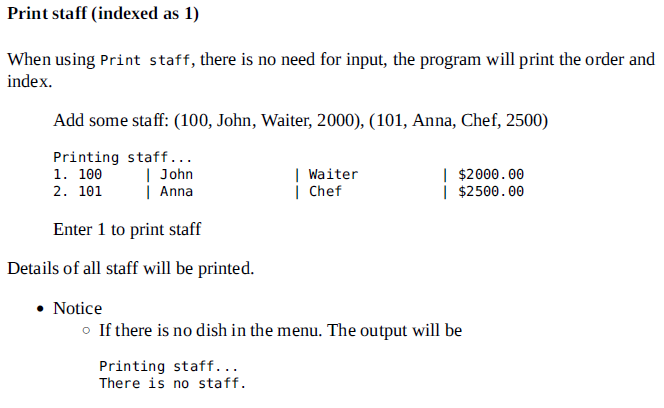 Print staff (indexed as 1)
When using Print staff, there is no need for input, the program will print the order and
index.
Add some staff: (100, John, Waiter, 2000), (101, Anna, Chef, 2500)
Printing staff...
1. 100     | John            | Waiter          | $2000.00
2. 101     | Anna            | Chef            | $2500.00
Enter 1 to print staff
Details of all staff will be printed.
• Notice
○ If there is no dish in the menu. The output will be
Printing staff...
There is no staff.